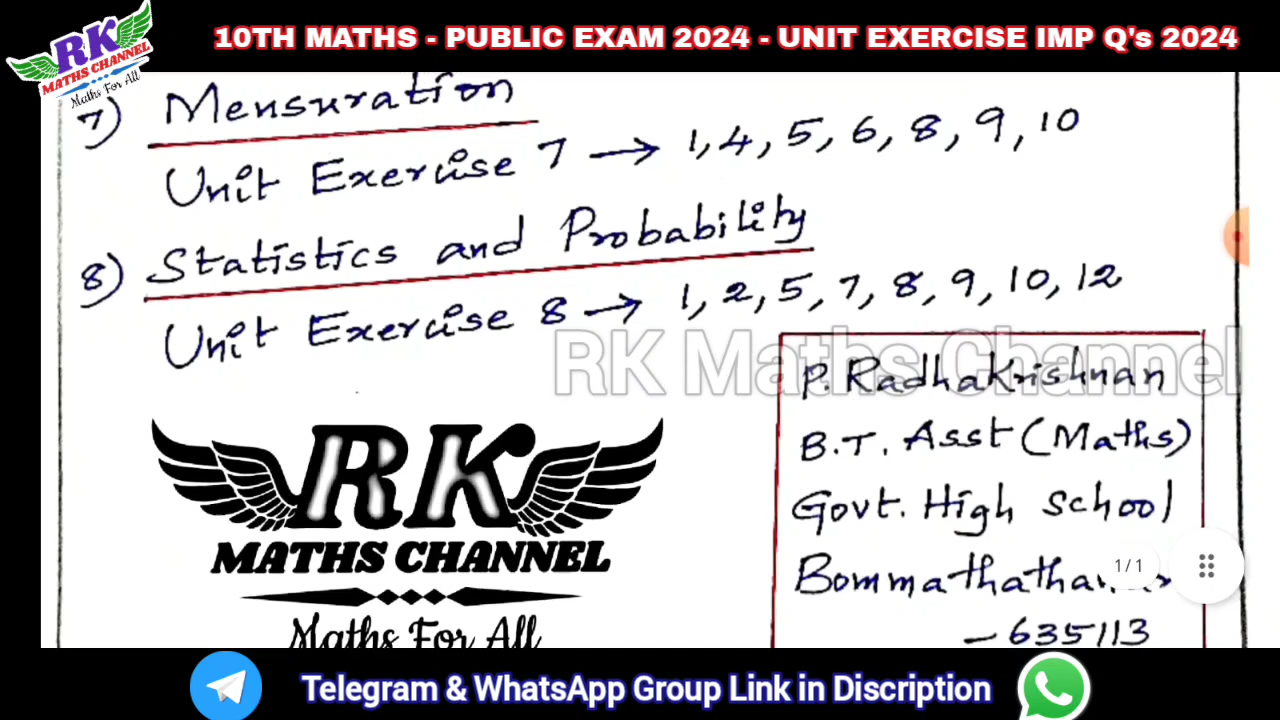 RK
MATHS CHANNEL
Maths For All
10TH MATHS - PUBLIC EXAM 2024 - UNIT EXERCISE IMP Q's 2024
7) Mensuration
Unit Exercise 7 → 1, 4, 5, 6, 8, 9, 10
8) Statistics and Probability
Unit Exercise 8 → 1, 2, 5, 7, 8, 9, 10, 12
RK Maths Channel
P. RadhaKrishnan
B.T. Asst (Maths)
Govt. High School
- 635113
1/1
RK
MATHS CHANNEL
Maths For All
Telegram & WhatsApp Group Link in Discription